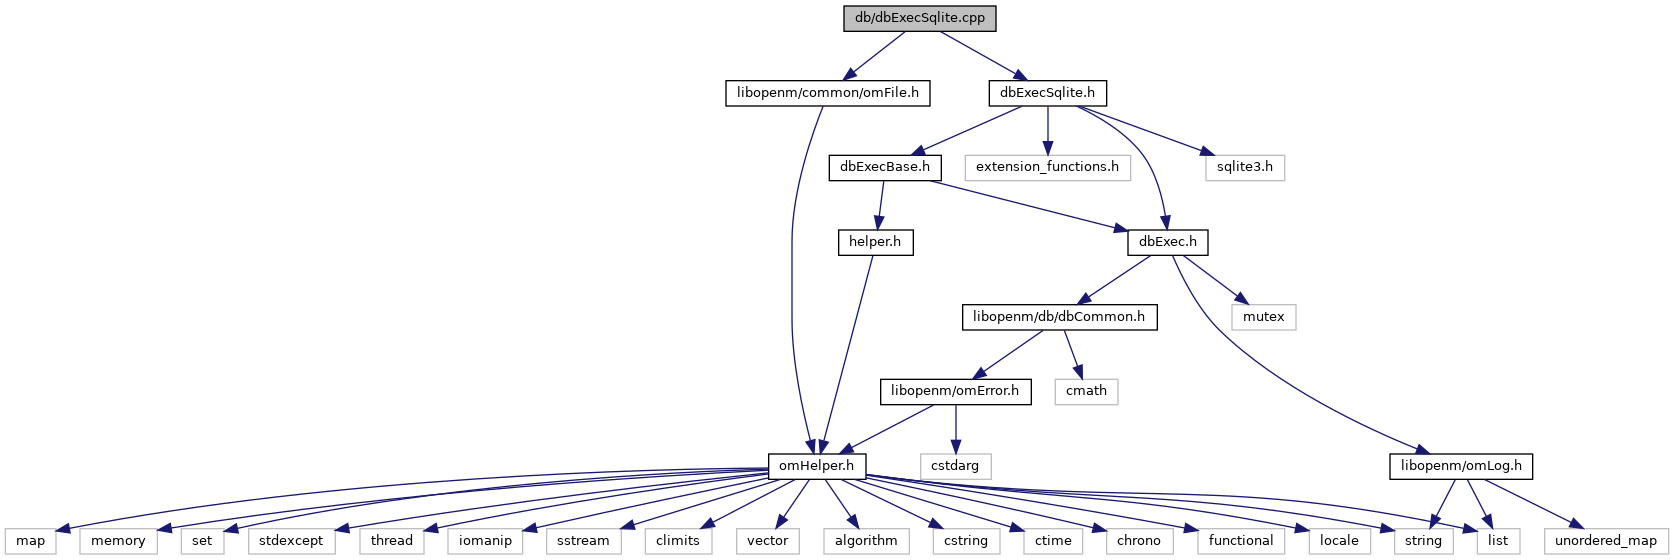 db/dbExecSqlite.cpp
libopenm/common/omFile.h
dbExecSqlite.h
dbExecBase.h
extension_functions.h
sqlite3.h
helper.h
dbExec.h
libopenm/db/dbCommon.h
mutex
libopenm/omError.h
cmath
omHelper.h
cstdarg
libopenm/omLog.h
map
memory
set
stdexcept
thread
iomanip
sstream
climits
vector
algorithm
cstring
ctime
chrono
functional
locale
string
list
unordered_map